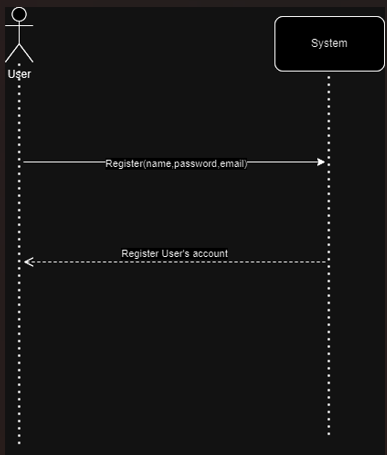 User
System
Register(name,password,email)
Register User's account